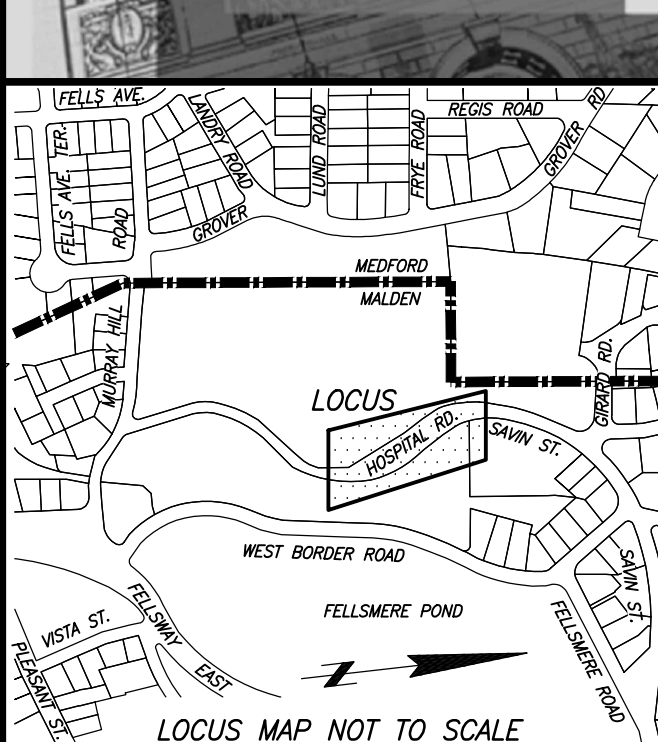 FELLS AVE.
LANDRY ROAD
LUND ROAD
FRYE ROAD
REGIS ROAD
GROVER RD
FELLS AVE. TER.
ROAD
GROVER
MEDFORD
MALDEN
MURRAY HILL
GIRARD RD.
LOCUS
HOSPITAL RD.
SAVIN ST.
WEST BORDER ROAD
SAVIN ST.
FELLSWAY
EAST
FELLSMERE POND
FELLSMERE ROAD
VISTA ST.
PLEASANT ST.
N
LOCUS MAP NOT TO SCALE